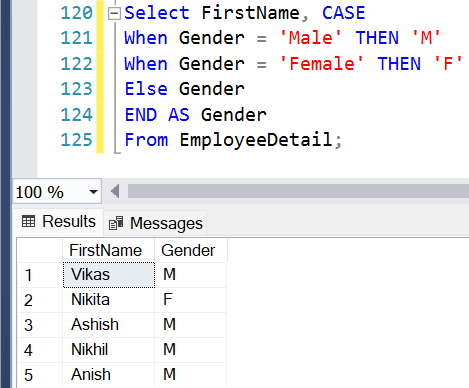 120 Select FirstName, CASE
121 When Gender = 'Male' THEN 'M'
122 When Gender = 'Female' THEN 'F'
123 Else Gender
124 END AS Gender
125 From EmployeeDetail;
100 %
Results Messages
FirstName Gender
1 Vikas M
2 Nikita F
3 Ashish M
4 Nikhil M
5 Anish M